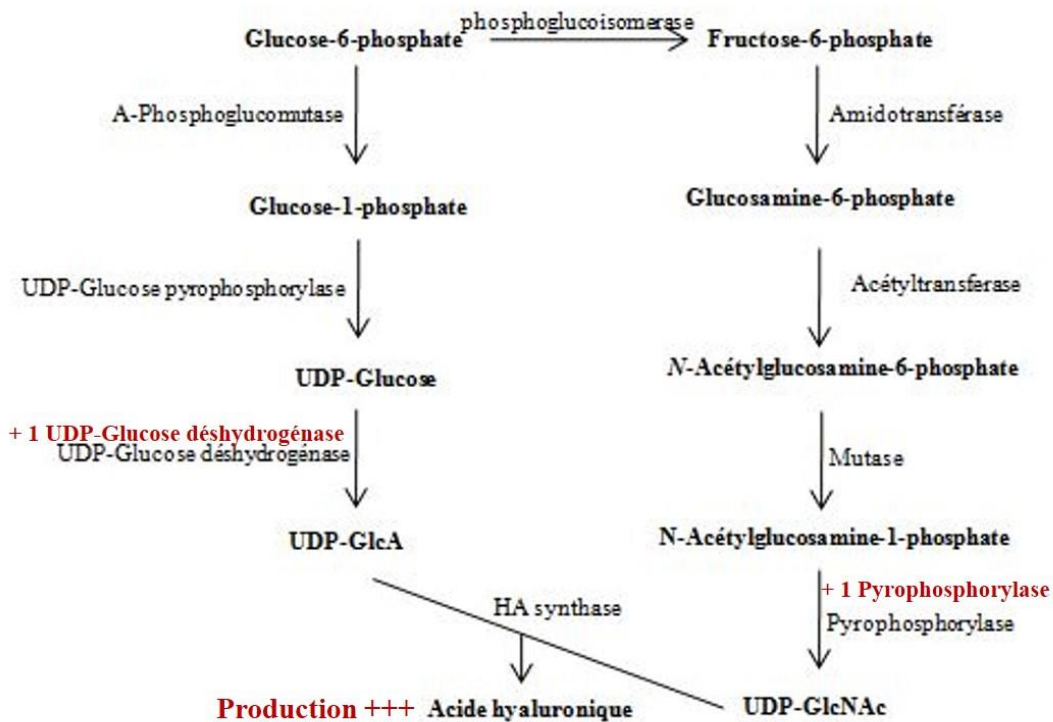 phosphoglucoisomerase
Glucose-6-phosphate
Fructose-6-phosphate
A-Phosphoglucomutase
Amidotransférase
Glucose-1-phosphate
Glucosamine-6-phosphate
UDP-Glucose pyrophosphorylase
Acétyltransferase
UDP-Glucose
N-Acétylglucosamine-6-phosphate
+ 1 UDP-Glucose déshydrogénase
UDP-Glucose déshydrogénase
Mutase
UDP-GlcA
N-Acétylglucosamine-1-phosphate
+ 1 Pyrophosphorylase
HA synthase
Pyrophosphorylase
Production +++ Acide hyaluronique
UDP-GlcNAc